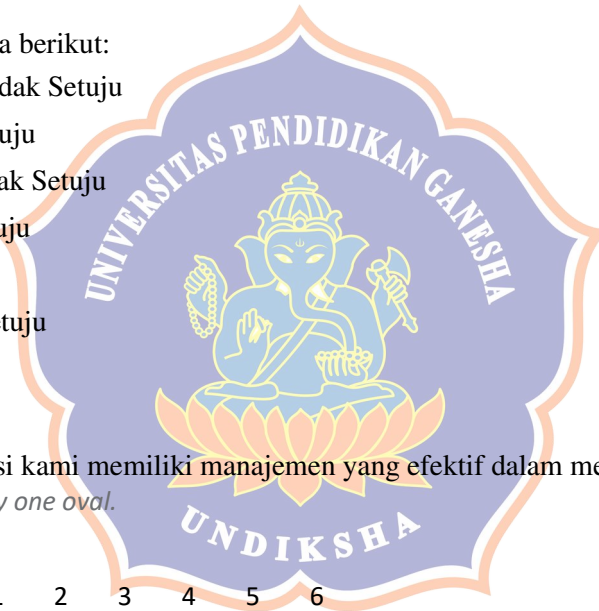 berikut:
dak Setuju
uju
ak Setuju
uju
etuju
UNIVERSITAS PENDIDIKAN GANESHA
si kami memiliki manajemen yang efektif dalam me
y one oval.
UNDIKSHA
2 3 4 5 6